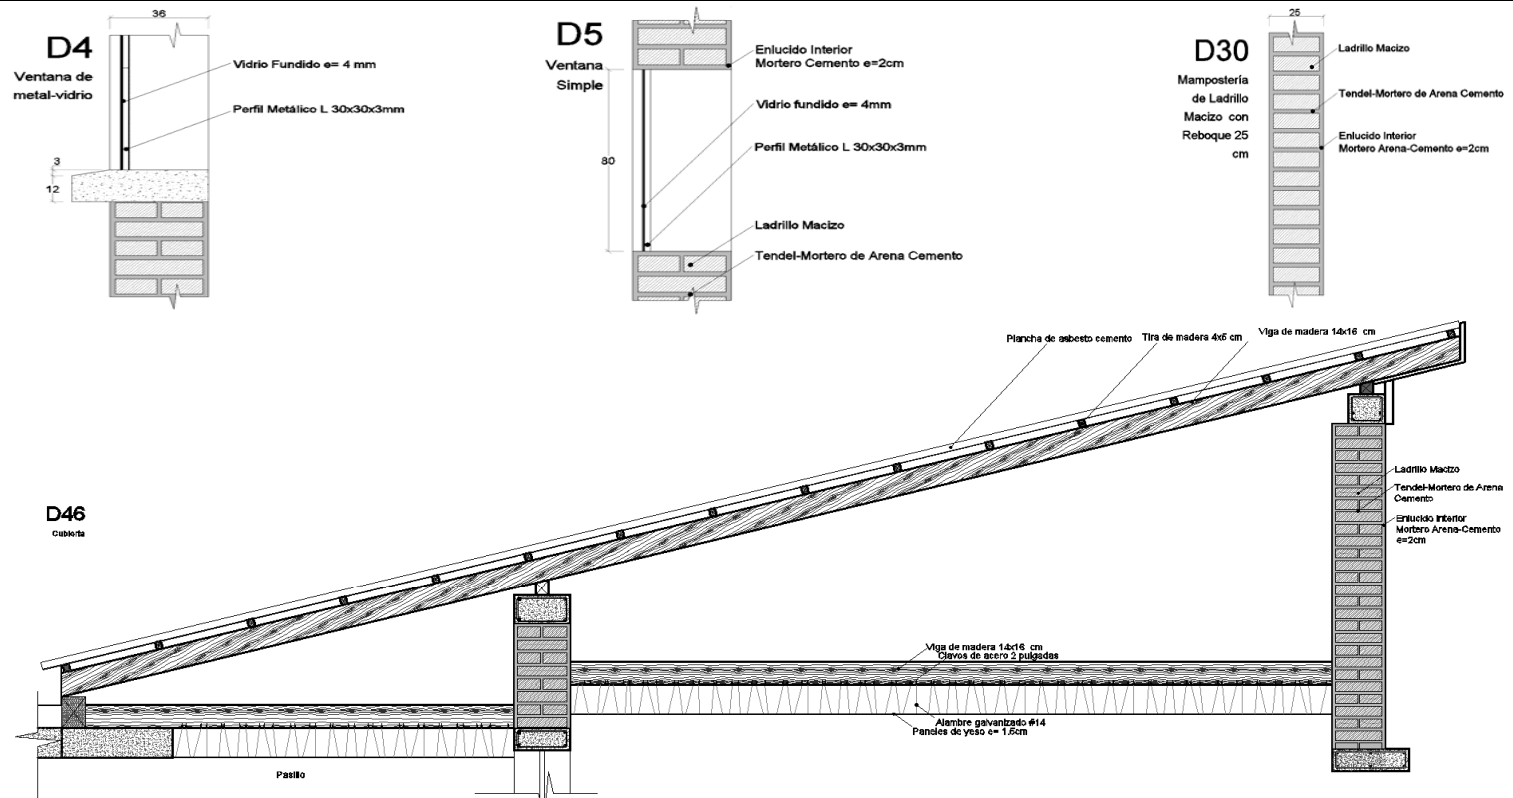 36
D4
Ventana de
metal-vidrio
Vidrio Fundido e= 4 mm
Perfil Metálico L 30x30x3mm
3
12
D5
Ventana
Simple
Enlucido Interior
Mortero Cemento e=2cm
Vidrio fundido e= 4mm
80
Perfil Metálico L 30x30x3mm
Ladrillo Macizo
Tendel-Mortero de Arena Cemento
25
D30
Mampostería
de Ladrillo
Macizo con
Reboque 25
cm
Ladrillo Macizo
Tendel-Mortero de Arena Cemento
Enlucido Interior
Mortero Arena-Cemento e=2cm
Plancha de asbesto cemento
Tira de madera 4x5 cm
Viga de madera 14x16 cm
D46
Cubierta
Ladrillo Macizo
Tendel-Mortero de Arena
Cemento
Enlucido Interior
Mortero Arena-Cemento
e=2cm
Viga de madera 14x16 cm
Clavos de acero 2 pulgadas
Alambre galvanizado #14
Paneles de yeso e= 1.5cm
Pasillo